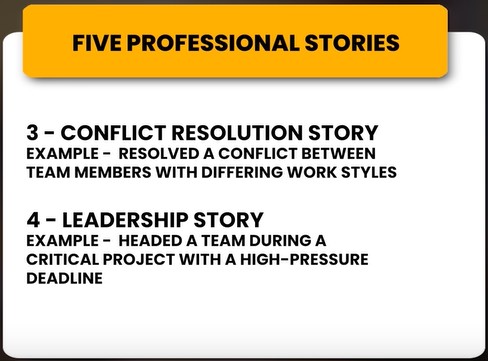 FIVE PROFESSIONAL STORIES
3 - CONFLICT RESOLUTION STORY
EXAMPLE - RESOLVED A CONFLICT BETWEEN
TEAM MEMBERS WITH DIFFERING WORK STYLES
4 - LEADERSHIP STORY
EXAMPLE - HEADED A TEAM DURING A
CRITICAL PROJECT WITH A HIGH-PRESSURE
DEADLINE